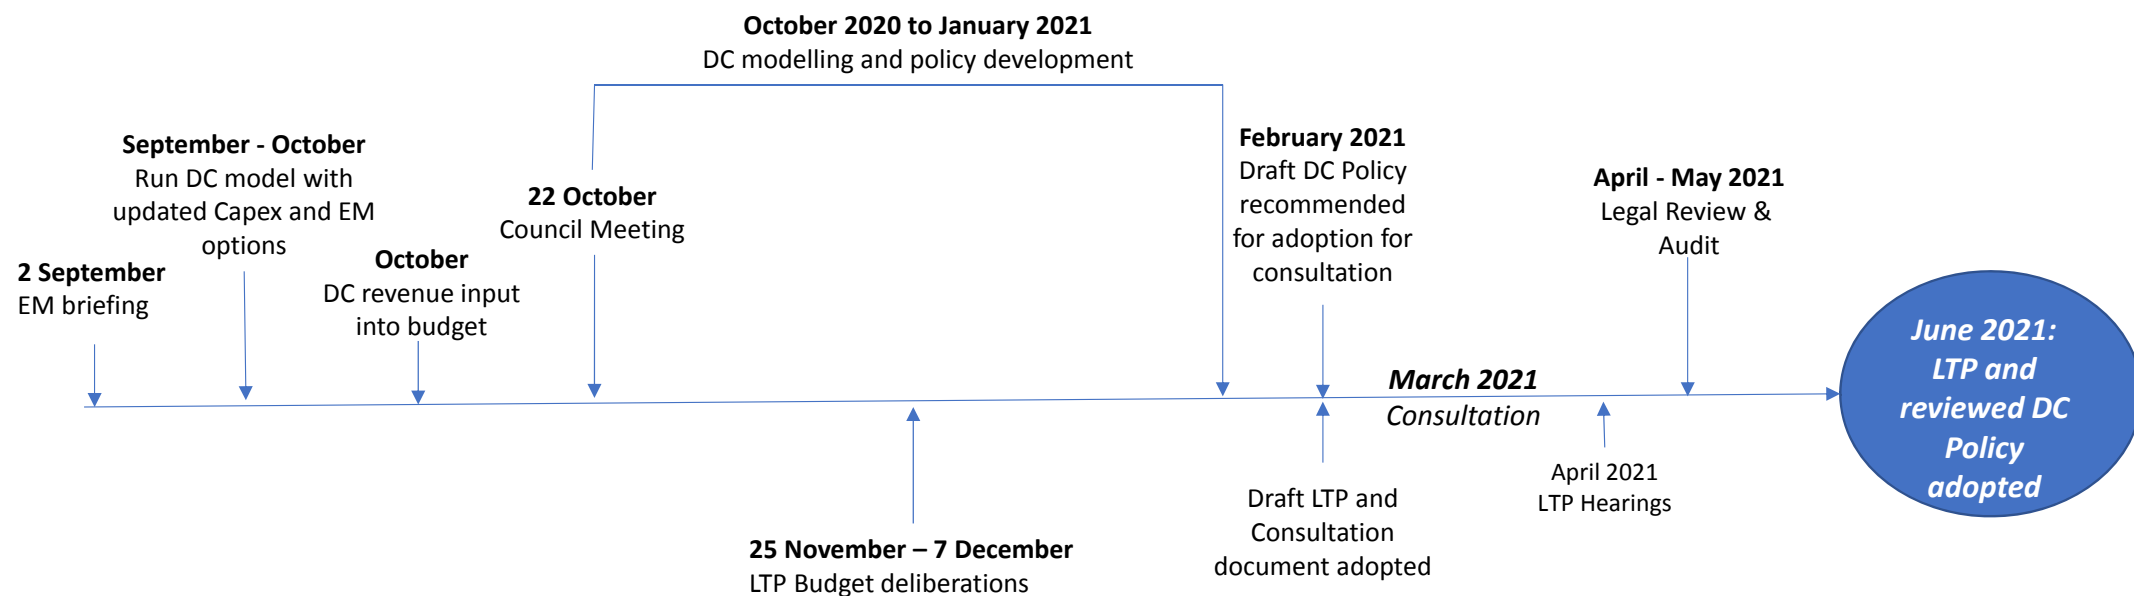 October 2020 to January 2021
DC modelling and policy development
September - October
Run DC model with
updated Capex and EM
options
2 September
EM briefing
October
DC revenue input
into budget
22 October
Council Meeting
February 2021
Draft DC Policy
recommended
for adoption for
consultation
April - May 2021
Legal Review &
Audit
March 2021
Consultation
June 2021:
LTP and
reviewed DC
Policy
adopted
25 November – 7 December
LTP Budget deliberations
Draft LTP and
Consultation
document adopted
April 2021
LTP Hearings